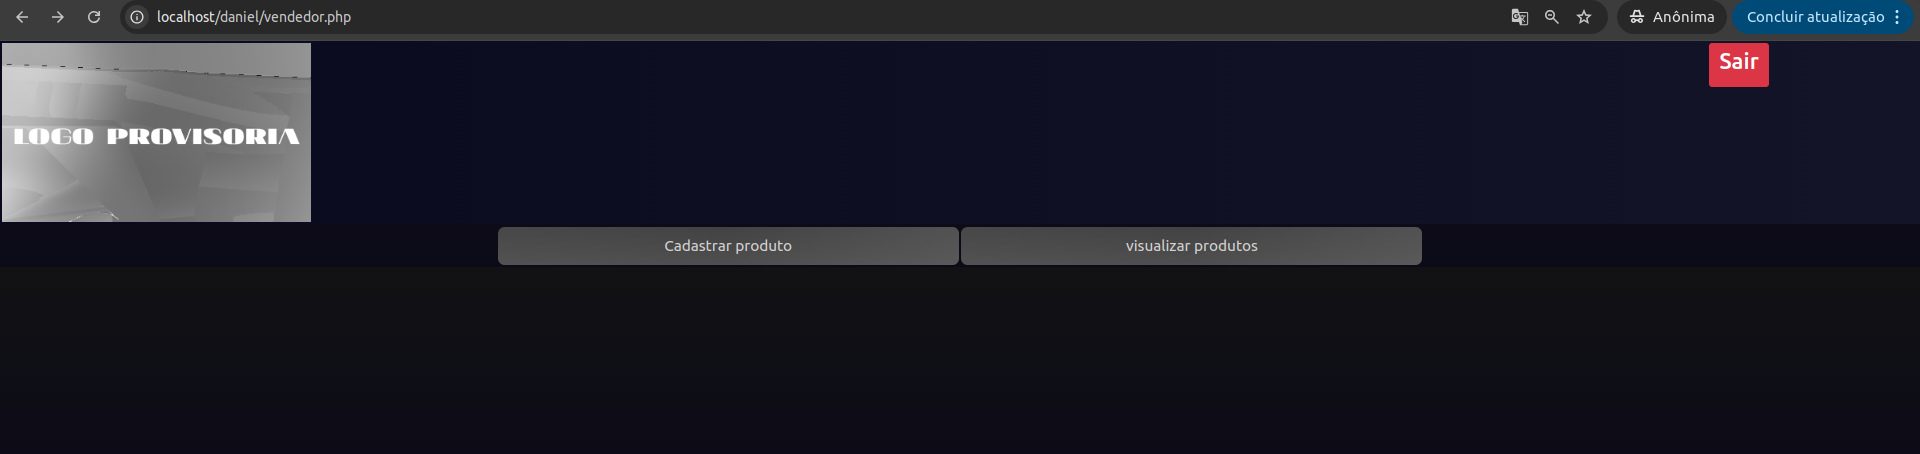 localhost/daniel/vendedor.php
Anônima
Concluir atualização
LOGO PROVISORIA
Sair
Cadastrar produto
visualizar produtos